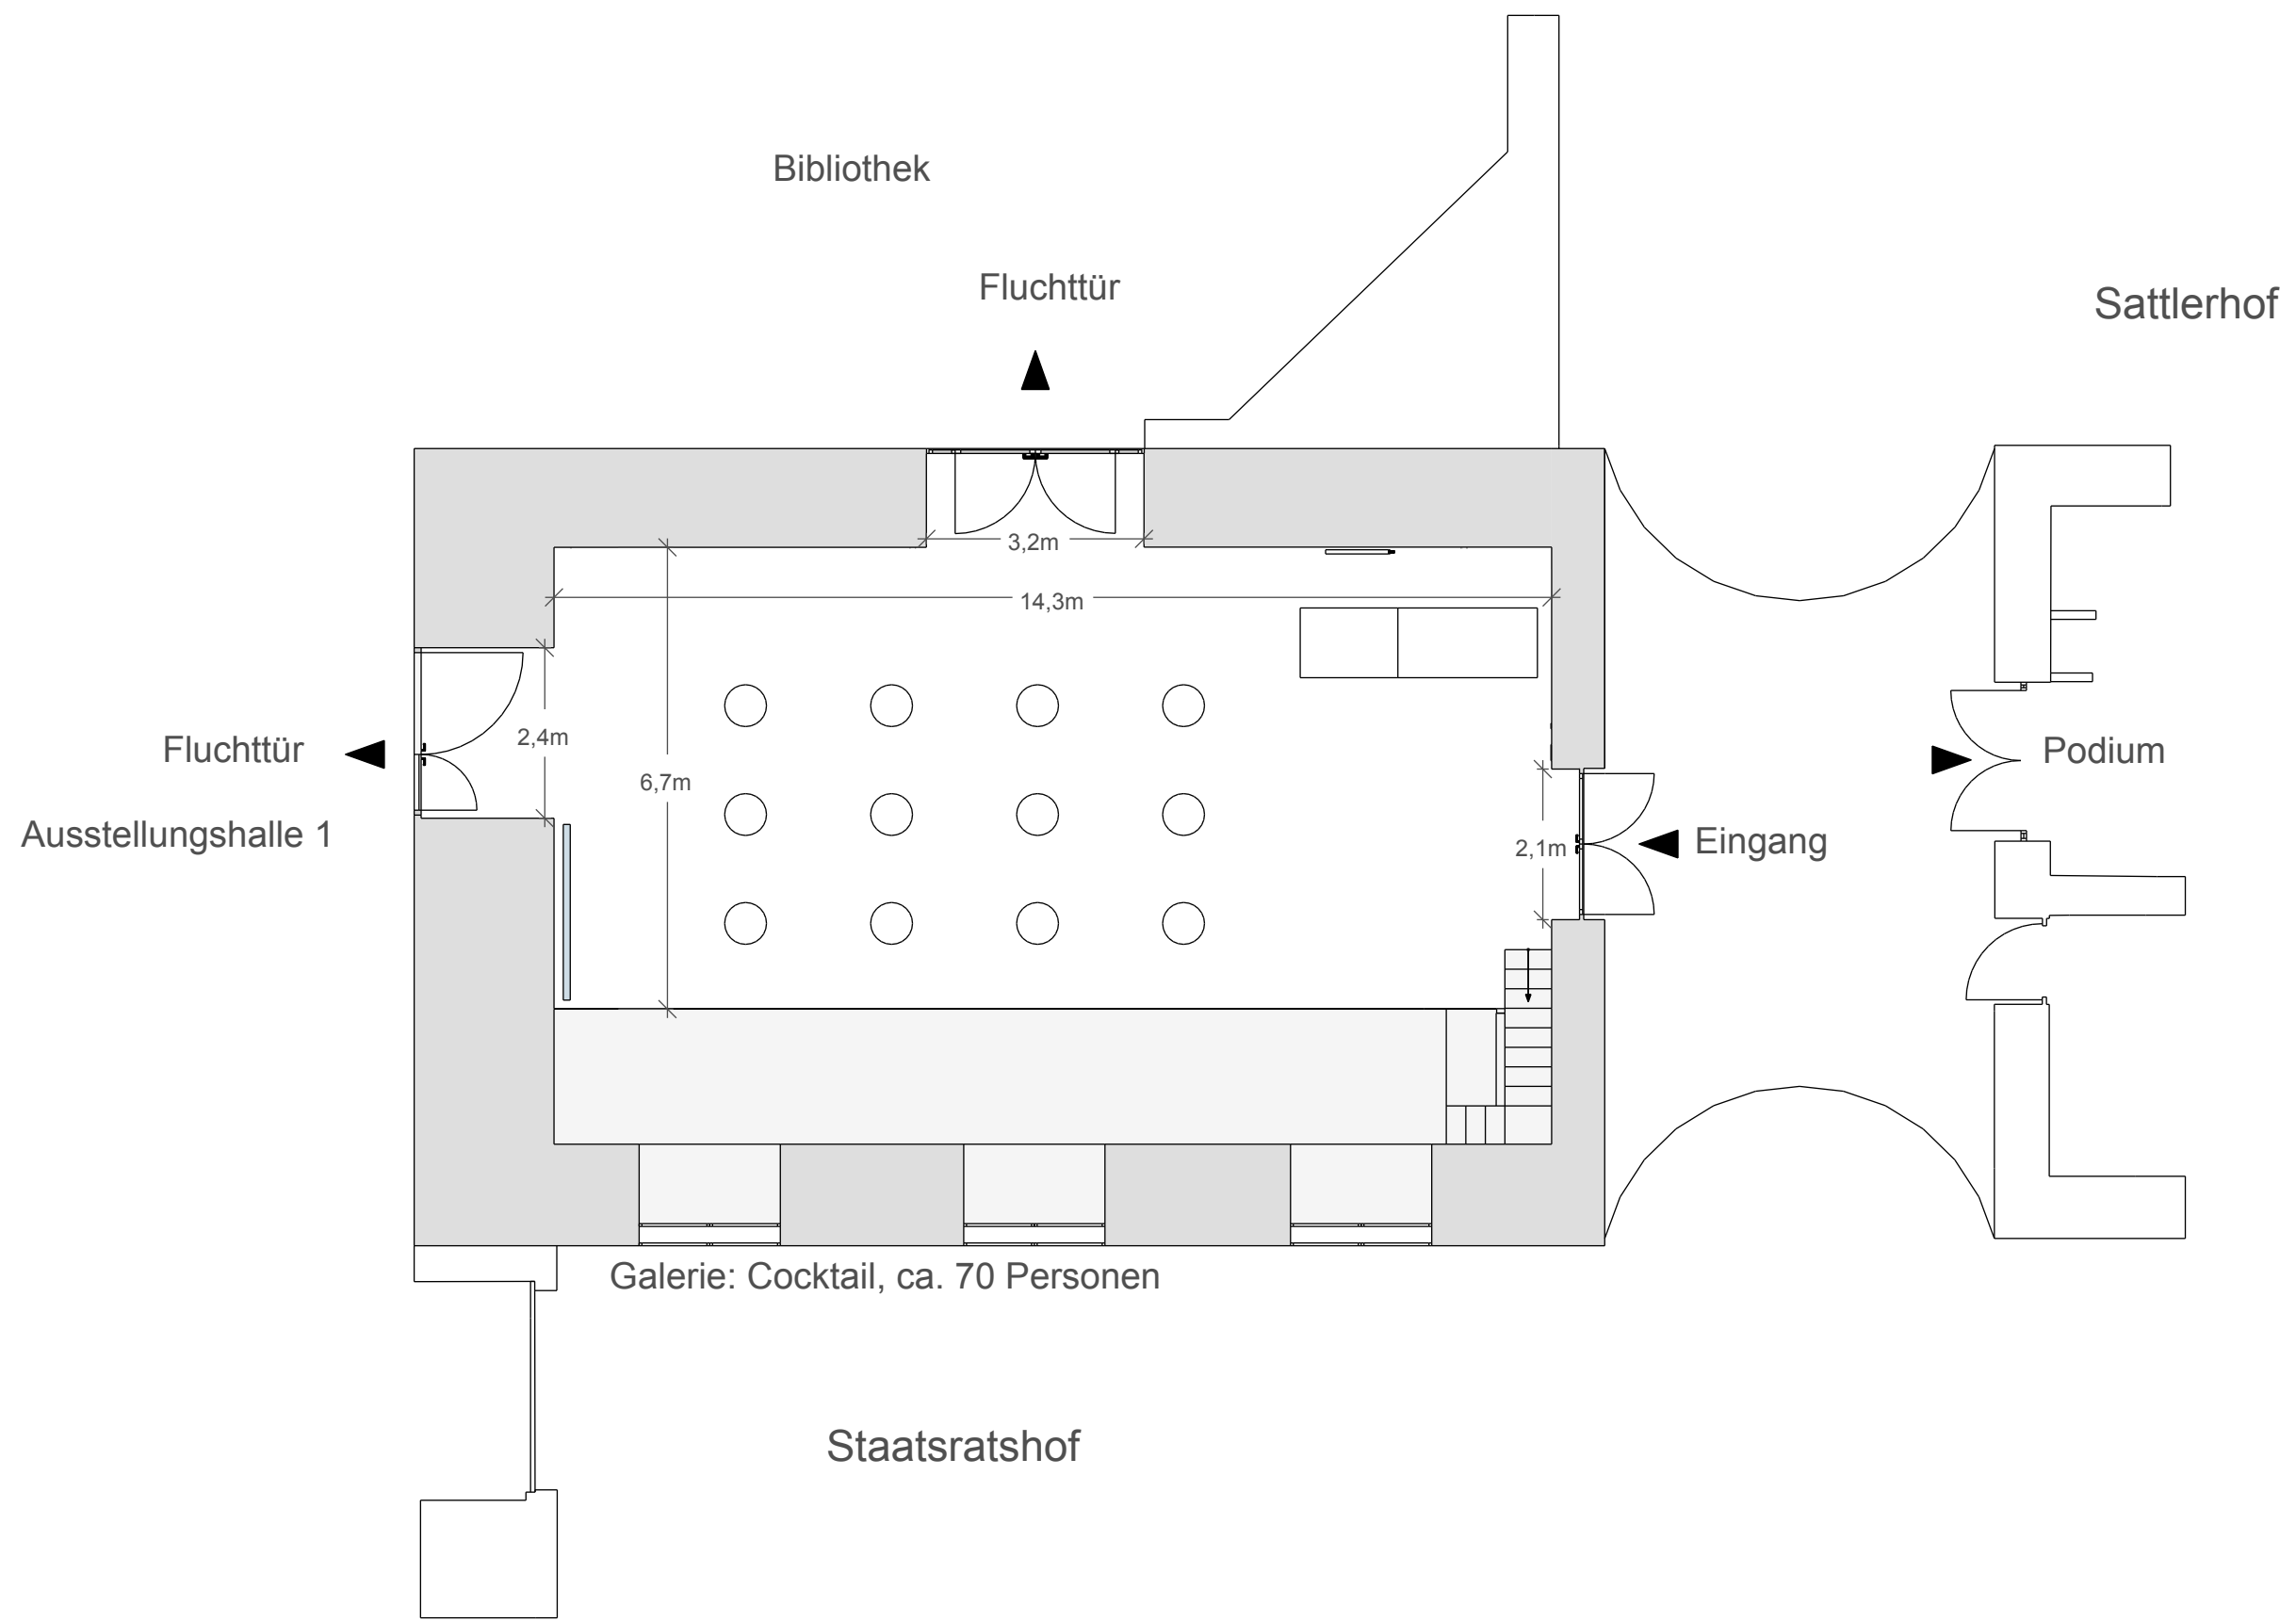 Bibliothek
Fluchttür
Sattlerhof
3,2m
14,3m
Fluchttür
2,4m
6,7m
Podium
Ausstellungshalle 1
2,1m
Eingang
Galerie: Cocktail, ca. 70 Personen
Staatsratshof